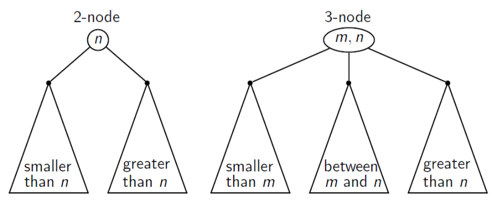 2-node
3-node
n
m, n
smaller
than n
greater
than n
smaller
than m
between
m and n
greater
than n